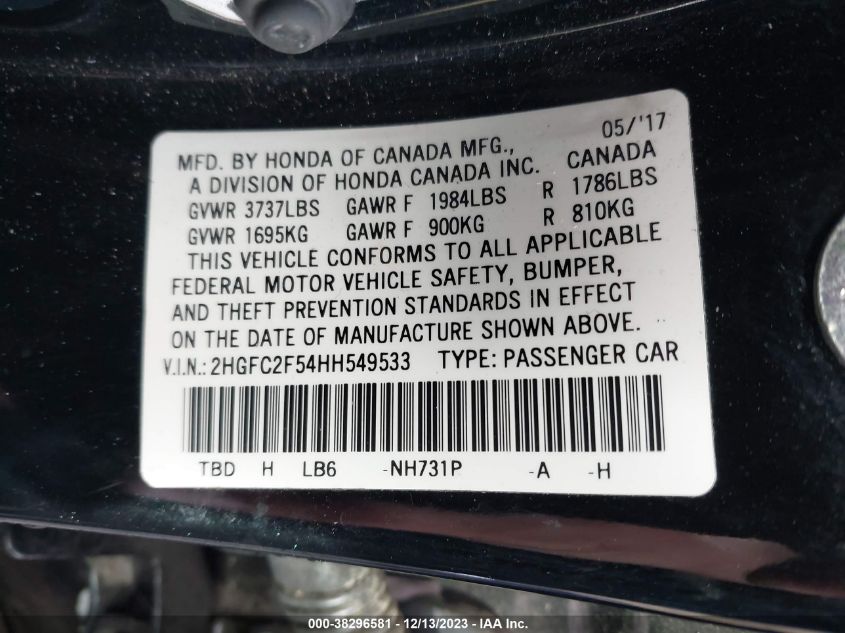 05/'17
MFD. BY HONDA OF CANADA MFG., CANADA
A DIVISION OF HONDA CANADA INC.
GVWR 3737LBS GAWR F 1984LBS R 1786LBS
GVWR 1695KG GAWR F 900KG R 810KG
THIS VEHICLE CONFORMS TO ALL APPLICABLE
FEDERAL MOTOR VEHICLE SAFETY, BUMPER,
AND THEFT PREVENTION STANDARDS IN EFFECT
ON THE DATE OF MANUFACTURE SHOWN ABOVE.
V.I.N.: 2HGFC2F54HH549533 TYPE: PASSENGER CAR
TBD H LB6 -NH731P -A -H
000-38296581 - 12/13/2023 - IAA Inc.